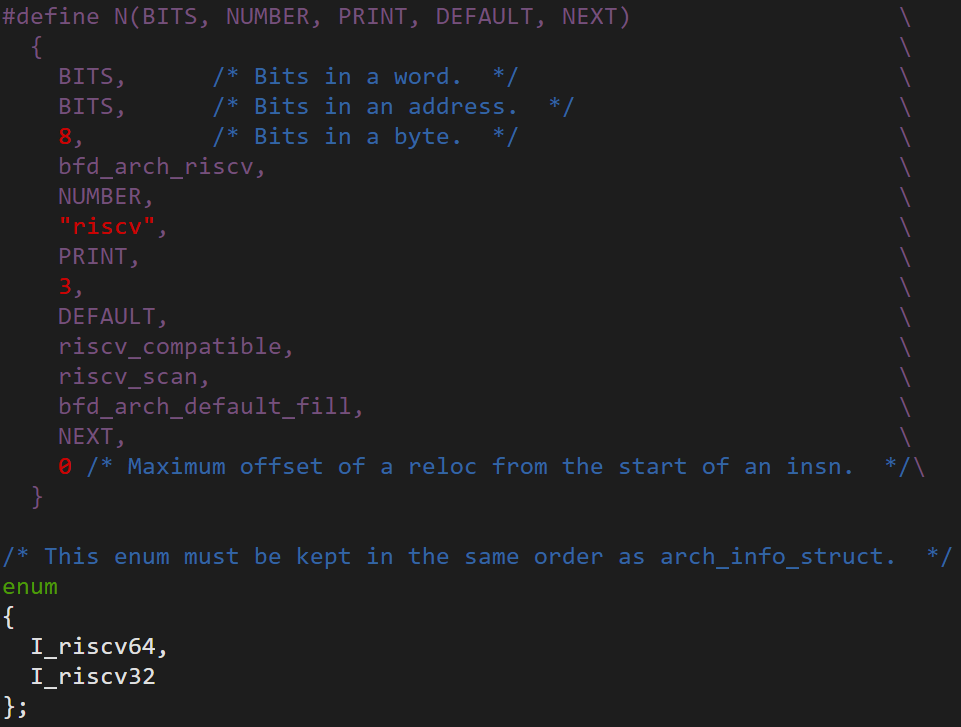 #define N(BITS, NUMBER, PRINT, DEFAULT, NEXT)                   \
  {                                                             \
    BITS,      /* Bits in a word.  */                           \
    BITS,      /* Bits in an address.  */                       \
    8,         /* Bits in a byte.  */                           \
    bfd_arch_riscv,                                             \
    NUMBER,                                                     \
    "riscv",                                                    \
    PRINT,                                                      \
    3,                                                          \
    DEFAULT,                                                    \
    riscv_compatible,                                           \
    riscv_scan,                                                 \
    bfd_arch_default_fill,                                      \
    NEXT,                                                       \
    0 /* Maximum offset of a reloc from the start of an insn.  */\
  }

/* This enum must be kept in the same order as arch_info_struct.  */
enum
{
  I_riscv64,
  I_riscv32
};